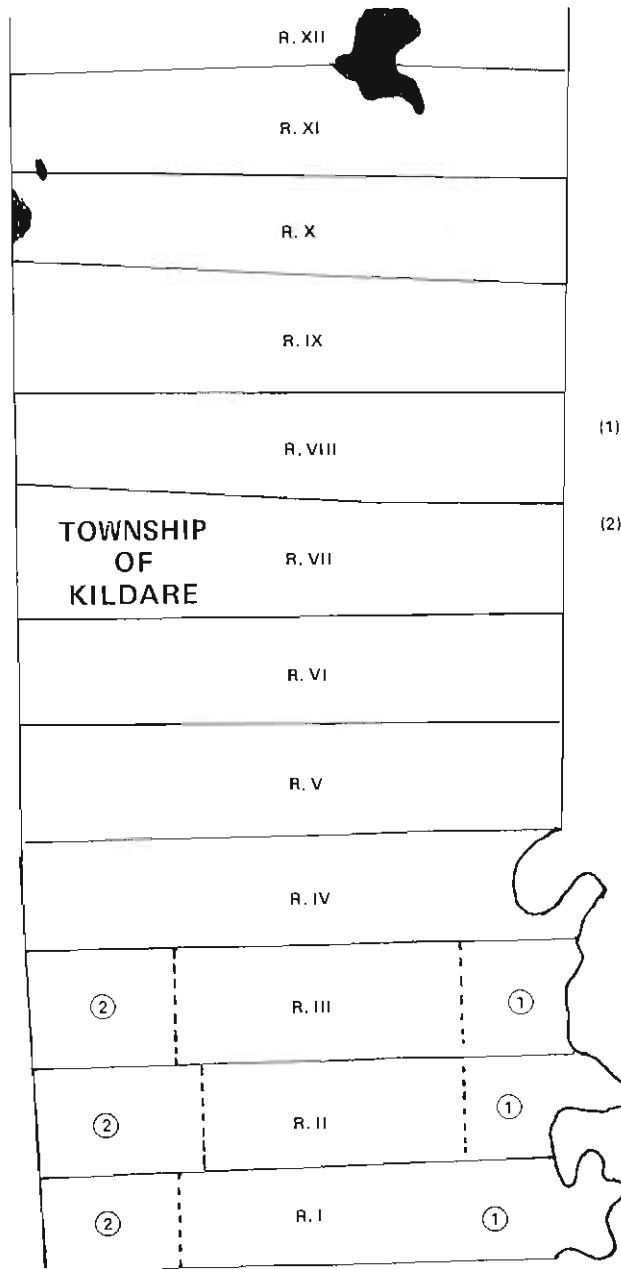 R. XII
R. XI
R. X
R. IX
R. VIII
(1)
TOWNSHIP
OF
KILDARE
R. VII
(2)
R. VI
R. V
R. IV
2
R. III
1
2
R. II
1
2
R. I
1